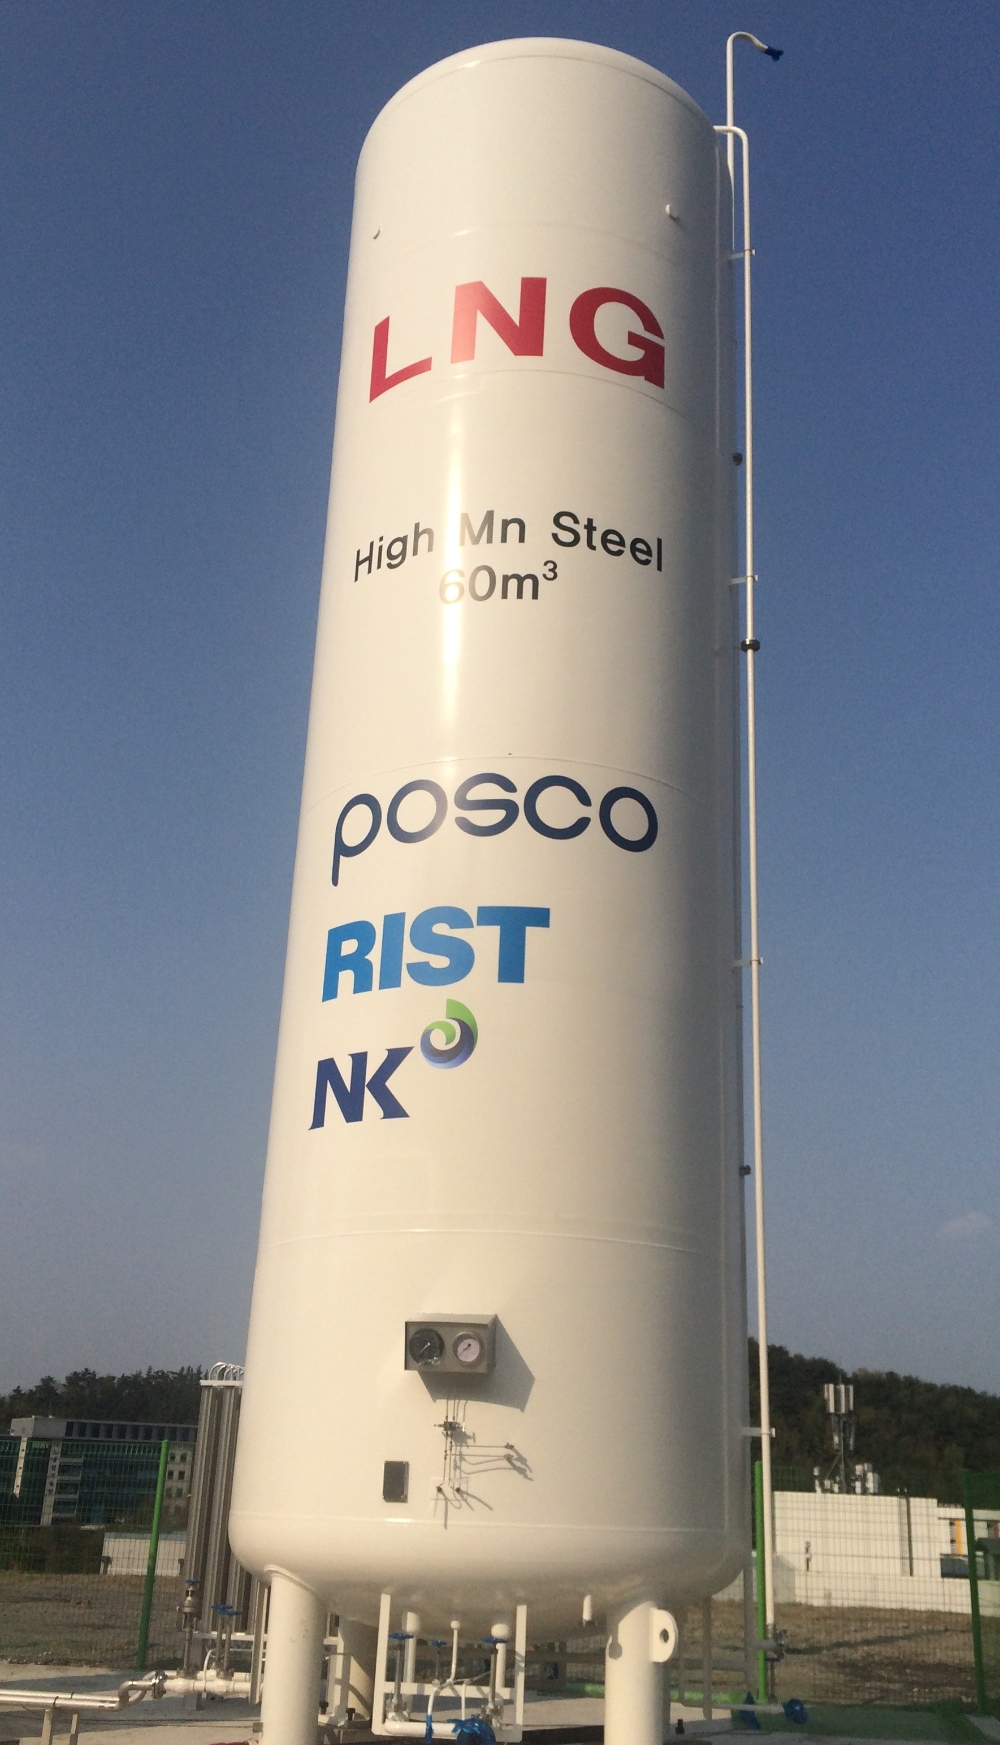 LNG
High Mn Steel
60m³
posco
RIST
NK